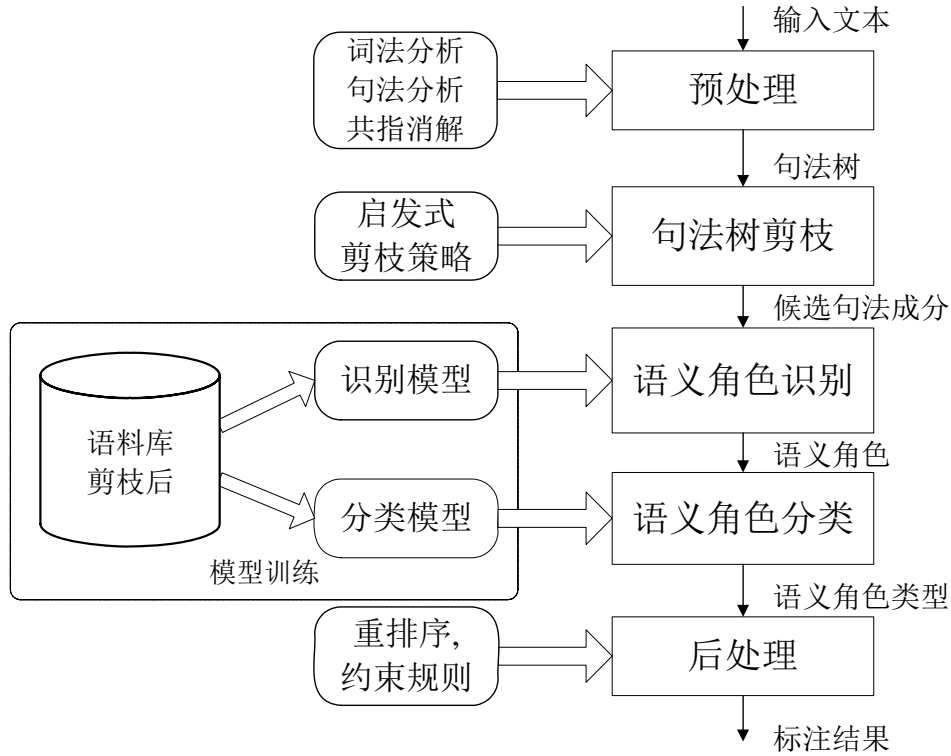 输入文本
词法分析
句法分析
共指消解
预处理
句法树
启发式
剪枝策略
句法树剪枝
候选句法成分
语料库
剪枝后
识别模型
语义角色识别
语义角色
分类模型
语义角色分类
模型训练
语义角色类型
重排序,
约束规则
后处理
标注结果